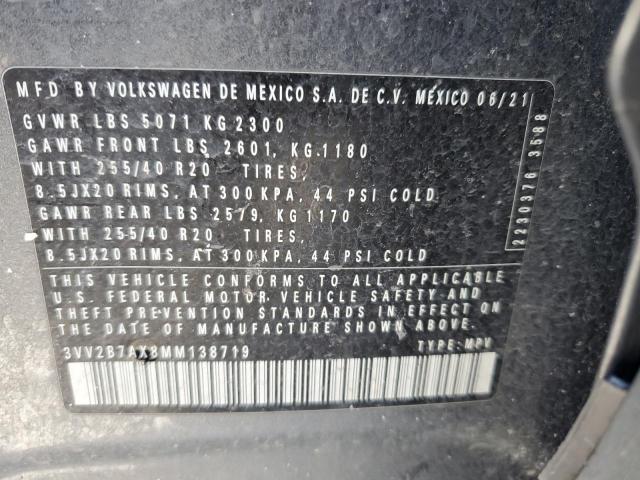 MFD BY VOLKSWAGEN DE MEXICO S.A. DE C.V. MÉXICO 06/21
GVWR LBS 5071 KG 2300
GAWR FRONT LBS 2601, KG 1180
WITH 255/40 R20 TIRES,
8.5JX20 RIMS, AT 300 KPA, 44 PSI COLD
GAWR REAR LBS 2579, KG 1170
WITH 255/40 R20 TIRES,
8.5JX20 RIMS, AT 300 KPA, 44 PSI COLD
THIS VEHICLE CONFORMS TO ALL APPLICABLE
U.S. FEDERAL MOTOR VEHICLE SAFETY AND
THEFT PREVENTION STANDARDS IN EFFECT ON
THE DATE OF MANUFACTURE SHOWN ABOVE.
3VV2B7AX8MM138719 TYPE: MPV
2230376 3588